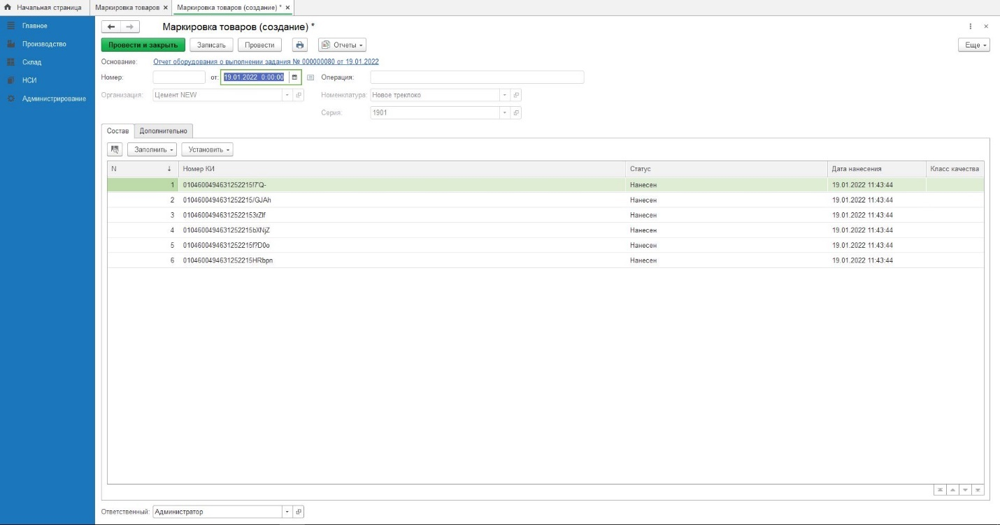 Начальная страница
Маркировка товаров ×
Маркировка товаров (создание) * ×
Главное
Производство
Склад
НСИ
Администрирование
Маркировка товаров (создание) *
Провести и закрыть Записать Провести Отчеты Еще
Основание: Отчет оборудования о выполнении задания № 000000080 от 19.01.2022
Номер: от: 19.01.2022 0:00:00 Операция:
Организация: Цемент NEW Номенклатура: Новое треклоко
Серия: 1901
Состав Дополнительно
Заполнить Установить
N ↓ Номер КИ Статус Дата нанесения Класс качества
1 0104600494631252215!7'Q- Нанесен 19.01.2022 11:43:44
2 0104600494631252215/GJAh Нанесен 19.01.2022 11:43:44
3 01046004946312522153rZlf Нанесен 19.01.2022 11:43:44
4 0104600494631252215bXNjZ Нанесен 19.01.2022 11:43:44
5 0104600494631252215f?D0o Нанесен 19.01.2022 11:43:44
6 0104600494631252215HRbpn Нанесен 19.01.2022 11:43:44
Ответственный: Администратор